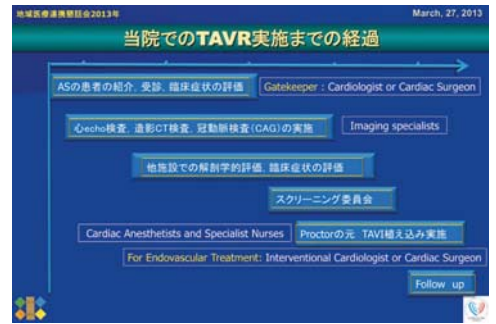 地域医療連携懇話会2013年
March, 27, 2013
当院でのTAVR実施までの経過
ASの患者の紹介，受診，臨床症状の評価
Gatekeeper : Cardiologist or Cardiac Surgeon
心echo検査，造影CT検査，冠動脈検査(CAG)の実施
Imaging specialists
他施設での解剖学的評価，臨床症状の評価
スクリーニング委員会
Cardiac Anesthetists and Specialist Nurses
Proctorの元 TAVI植え込み実施
For Endovascular Treatment: Interventional Cardiologist or Cardiac Surgeon
Follow up